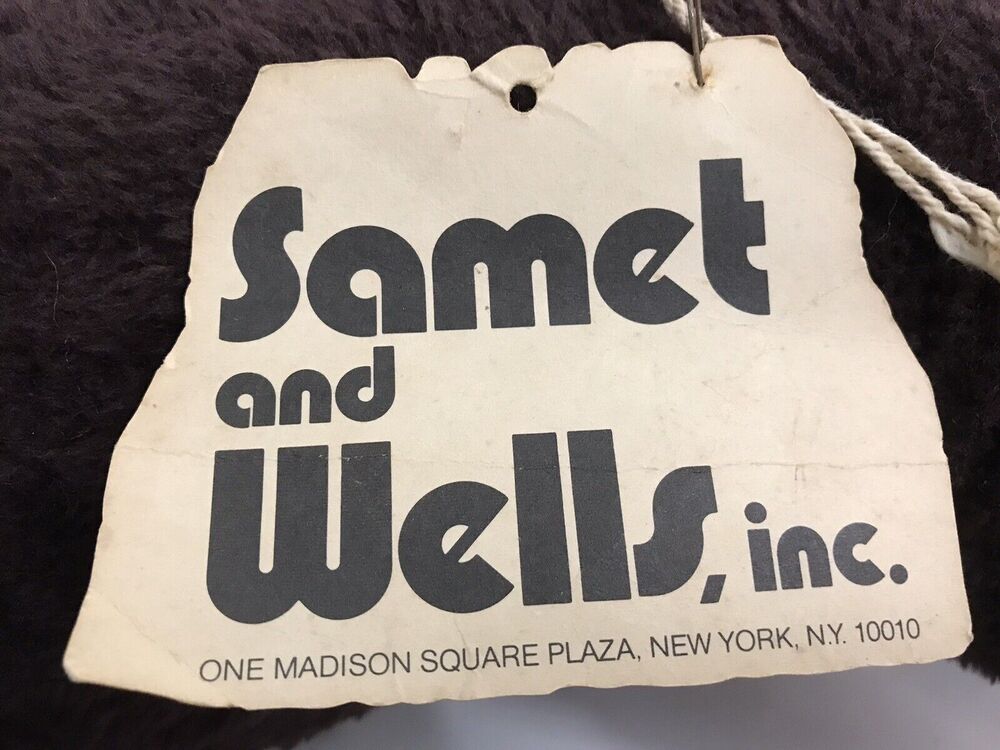 Samet
and
Wells, inc.
ONE MADISON SQUARE PLAZA, NEW YORK, N.Y. 10010